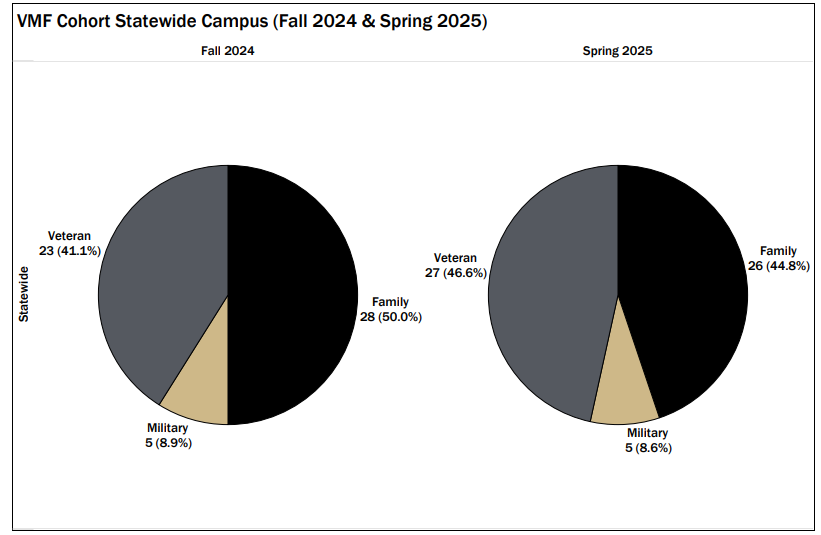 VMF Cohort Statewide Campus (Fall 2024 & Spring 2025)
Fall 2024
Spring 2025
Statewide
Veteran
23 (41.1%)
Family
28 (50.0%)
Military
5 (8.9%)
Veteran
27 (46.6%)
Family
26 (44.8%)
Military
5 (8.6%)